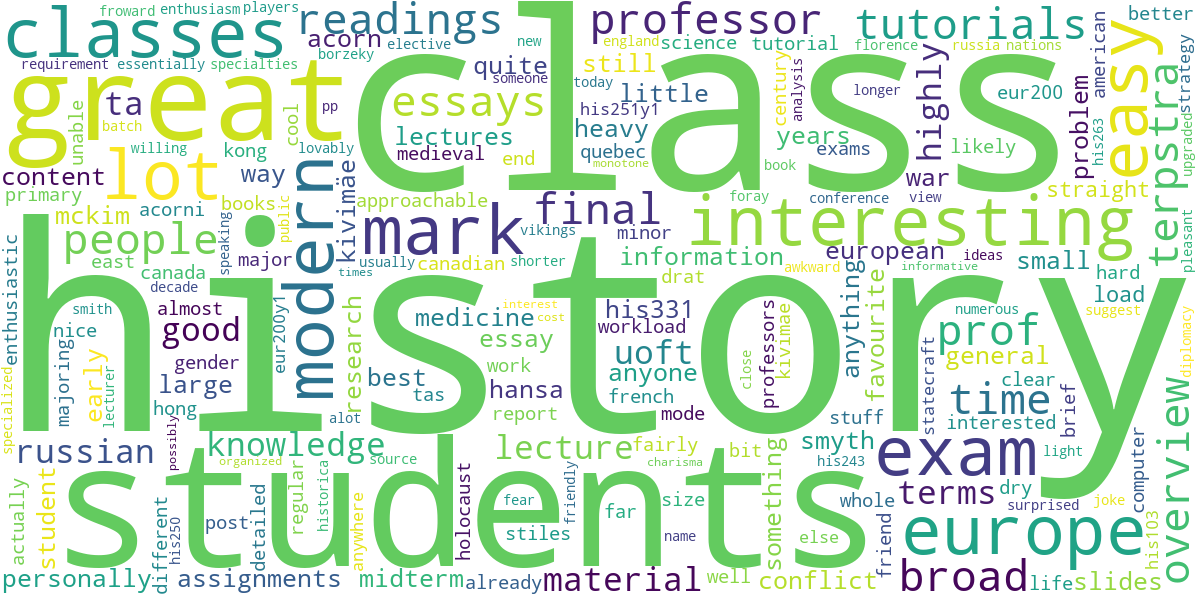 froward enthusiasm players
classes readings professor tutorials better
acorn elective new england science tutorial florence russia nations
requirement essentially specialties borzeky
great class quite someone still today analysis longer american strategy
ta pp essays his251y1 little century eur200 easy
unable batch cool lectures heavy years problem his263 upgraded
lot willing kong lovably medieval end quebec monotone exams highly likely
content way modern kivimäe book war terpstra
primary books approachable foray conference view straight
mckim acorni public mark final interesting pleasant
people speaking vikings minor european ideas
enthusiastic east major usually canadian shorter information awkward informative small hard
canada times drat anything favourite load
history
decade smith almost eur200y1 interest cost his331 numerous suggest
nice good medicine workload prof american
majoring gender research essay uoft kivimae general diplomacy
early large best work anyone close professors time clear
specialized lecturer hong tas hansa french statecraft interested brief
alot report mode stuff
russian possibly knowledge lecture fairly bit smyth exam overview
organized source charisma his243 light computer
students
actually student different his250 regular historica detailed anywhere holocaust fear friendly far size something whole terms dry joke his103
post stiles name else friend surprised europe
personally assignments midterm already material well conflict broad life slides